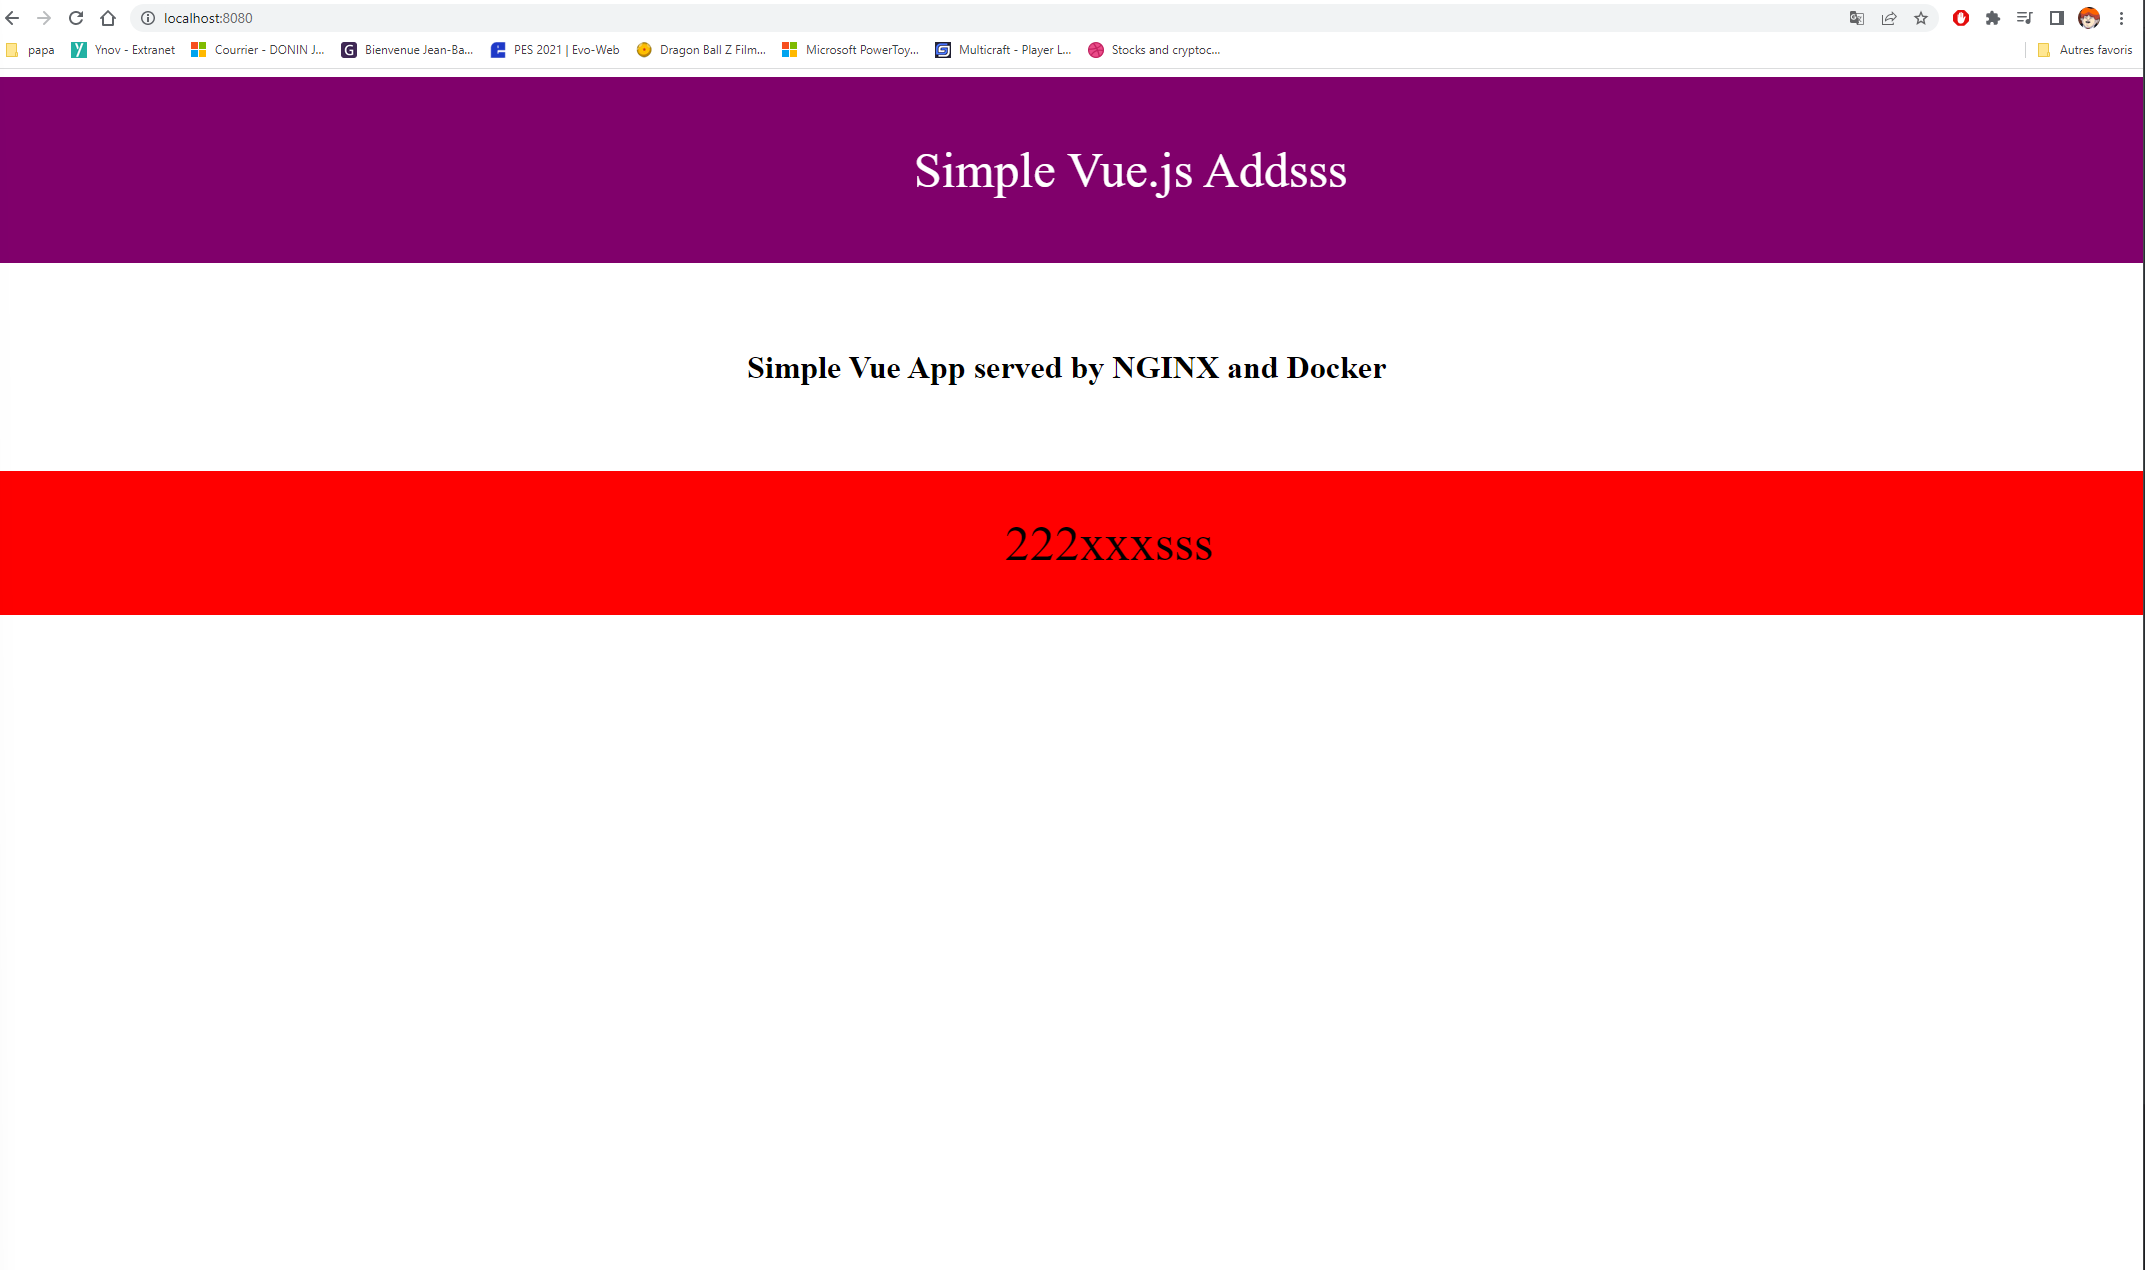 localhost:8080
papa
Ynov - Extranet
Courrier - DONIN J...
Bienvenue Jean-Ba...
PES 2021 | Evo-Web
Dragon Ball Z Film...
Microsoft PowerToy...
Multicraft - Player L...
Stocks and cryptoc...
Autres favoris
Simple Vue.js Addsss
Simple Vue App served by NGINX and Docker
222xxxsss